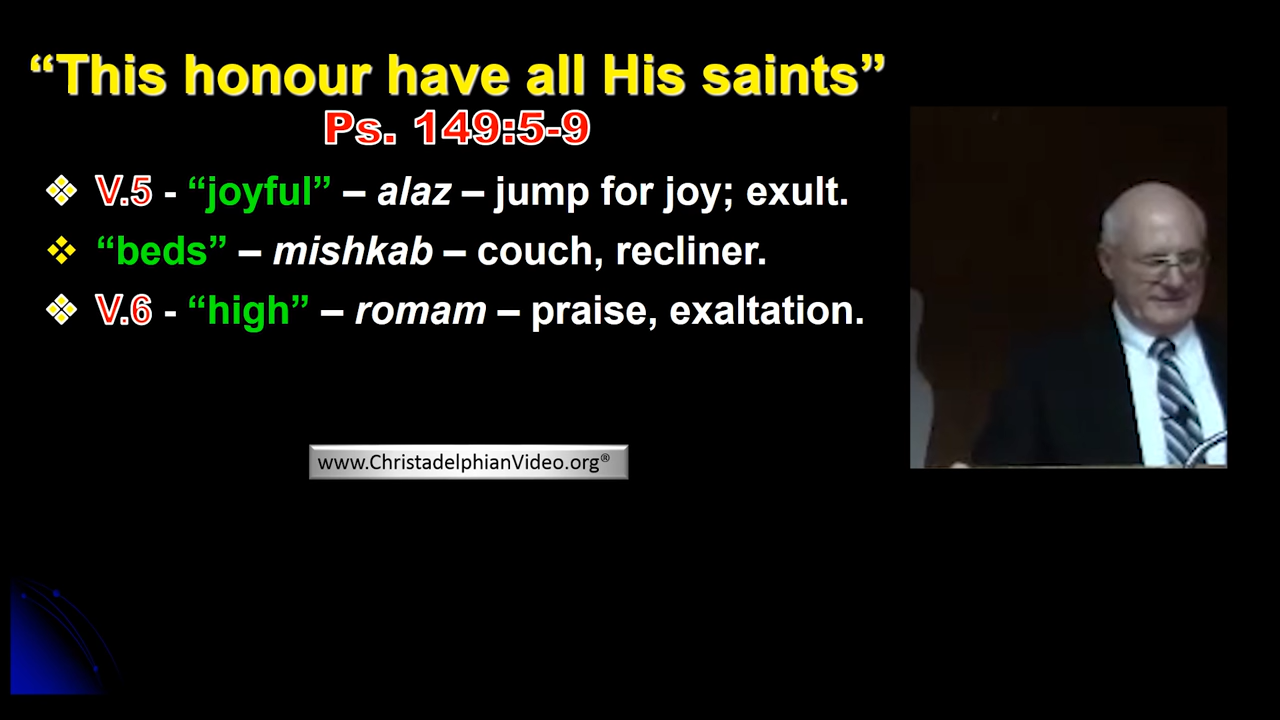 “This honour have all His saints”
Ps. 149:5-9
V.5 - “joyful” – alaz – jump for joy; exult.
“beds” – mishkab – couch, recliner.
V.6 - “high” – romam – praise, exaltation.
www.ChristadelphianVideo.org®